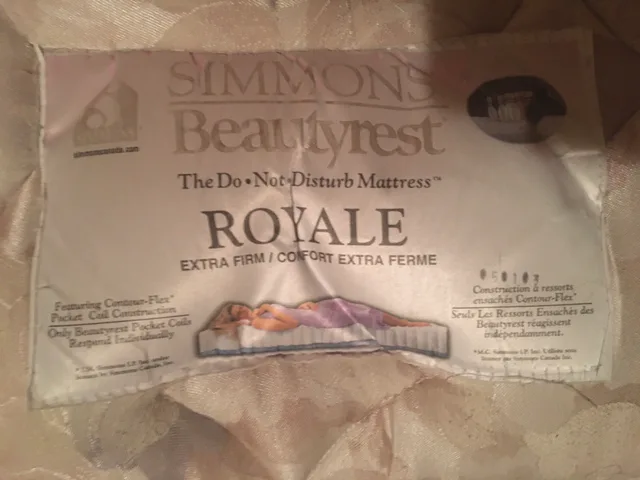 SIMMONS
Beautyrest
simmonscanada.com
The Do•Not•Disturb Mattress™
ROYALE
EXTRA FIRM / CONFORT EXTRA FERME
Featuring Contour-Flex®
Pocket Coil Construction
Only Beautyrest Pocket Coils
Respond Individually.
Construction à ressorts
ensachés Contour-Flex®
Seuls Les Ressorts Ensachés des
Beautyrest réagissent
indépendamment.